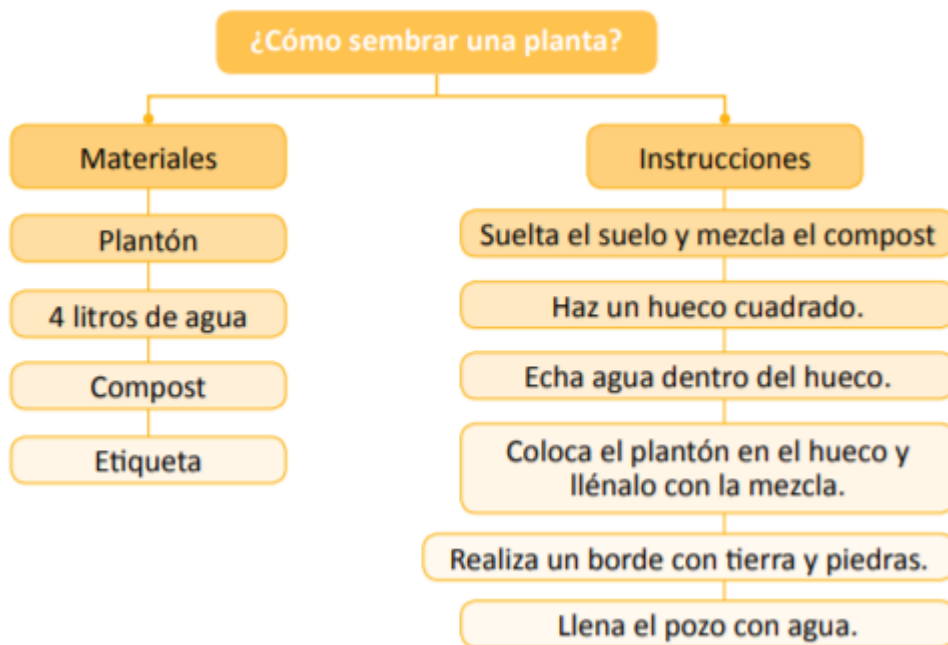 ¿Cómo sembrar una planta?
Materiales
Plantón
4 litros de agua
Compost
Etiqueta
Instrucciones
Suelta el suelo y mezcla el compost
Haz un hueco cuadrado.
Echa agua dentro del hueco.
Coloca el plantón en el hueco y
llénalo con la mezcla.
Realiza un borde con tierra y piedras.
Llena el pozo con agua.